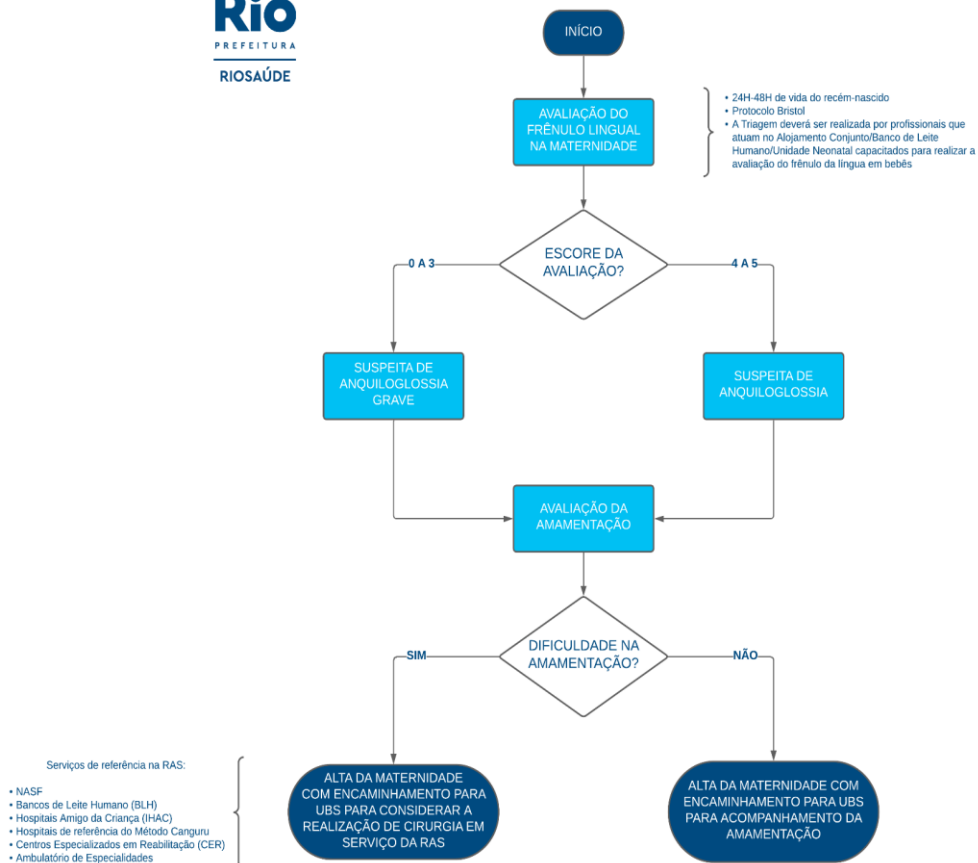 Rio
PREFEITURA
RIOSAÚDE
INÍCIO
AVALIAÇÃO DO
FRÊNULO LINGUAL
NA MATERNIDADE
• 24H-48H de vida do recém-nascido
• Protocolo Bristol
• A Triagem deverá ser realizada por profissionais que
atuam no Alojamento Conjunto/Banco de Leite
Humano/Unidade Neonatal capacitados para realizar a
avaliação do frênulo da língua em bebês
ESCORE DA
AVALIAÇÃO?
0 A 3
4 A 5
SUSPEITA DE
ANQUILOGLOSSIA
GRAVE
SUSPEITA DE
ANQUILOGLOSSIA
AVALIAÇÃO DA
AMAMENTAÇÃO
DIFICULDADE NA
AMAMENTAÇÃO?
SIM
NÃO
Serviços de referência na RAS:
• NASF
• Bancos de Leite Humano (BLH)
• Hospitais Amigo da Criança (IHAC)
• Hospitais de referência do Método Canguru
• Centros Especializados em Reabilitação (CER)
• Ambulatório de Especialidades
ALTA DA MATERNIDADE
COM ENCAMINHAMENTO PARA
UBS PARA CONSIDERAR A
REALIZAÇÃO DE CIRURGIA EM
SERVIÇO DA RAS
ALTA DA MATERNIDADE COM
ENCAMINHAMENTO PARA UBS
PARA ACOMPANHAMENTO DA
AMAMENTAÇÃO